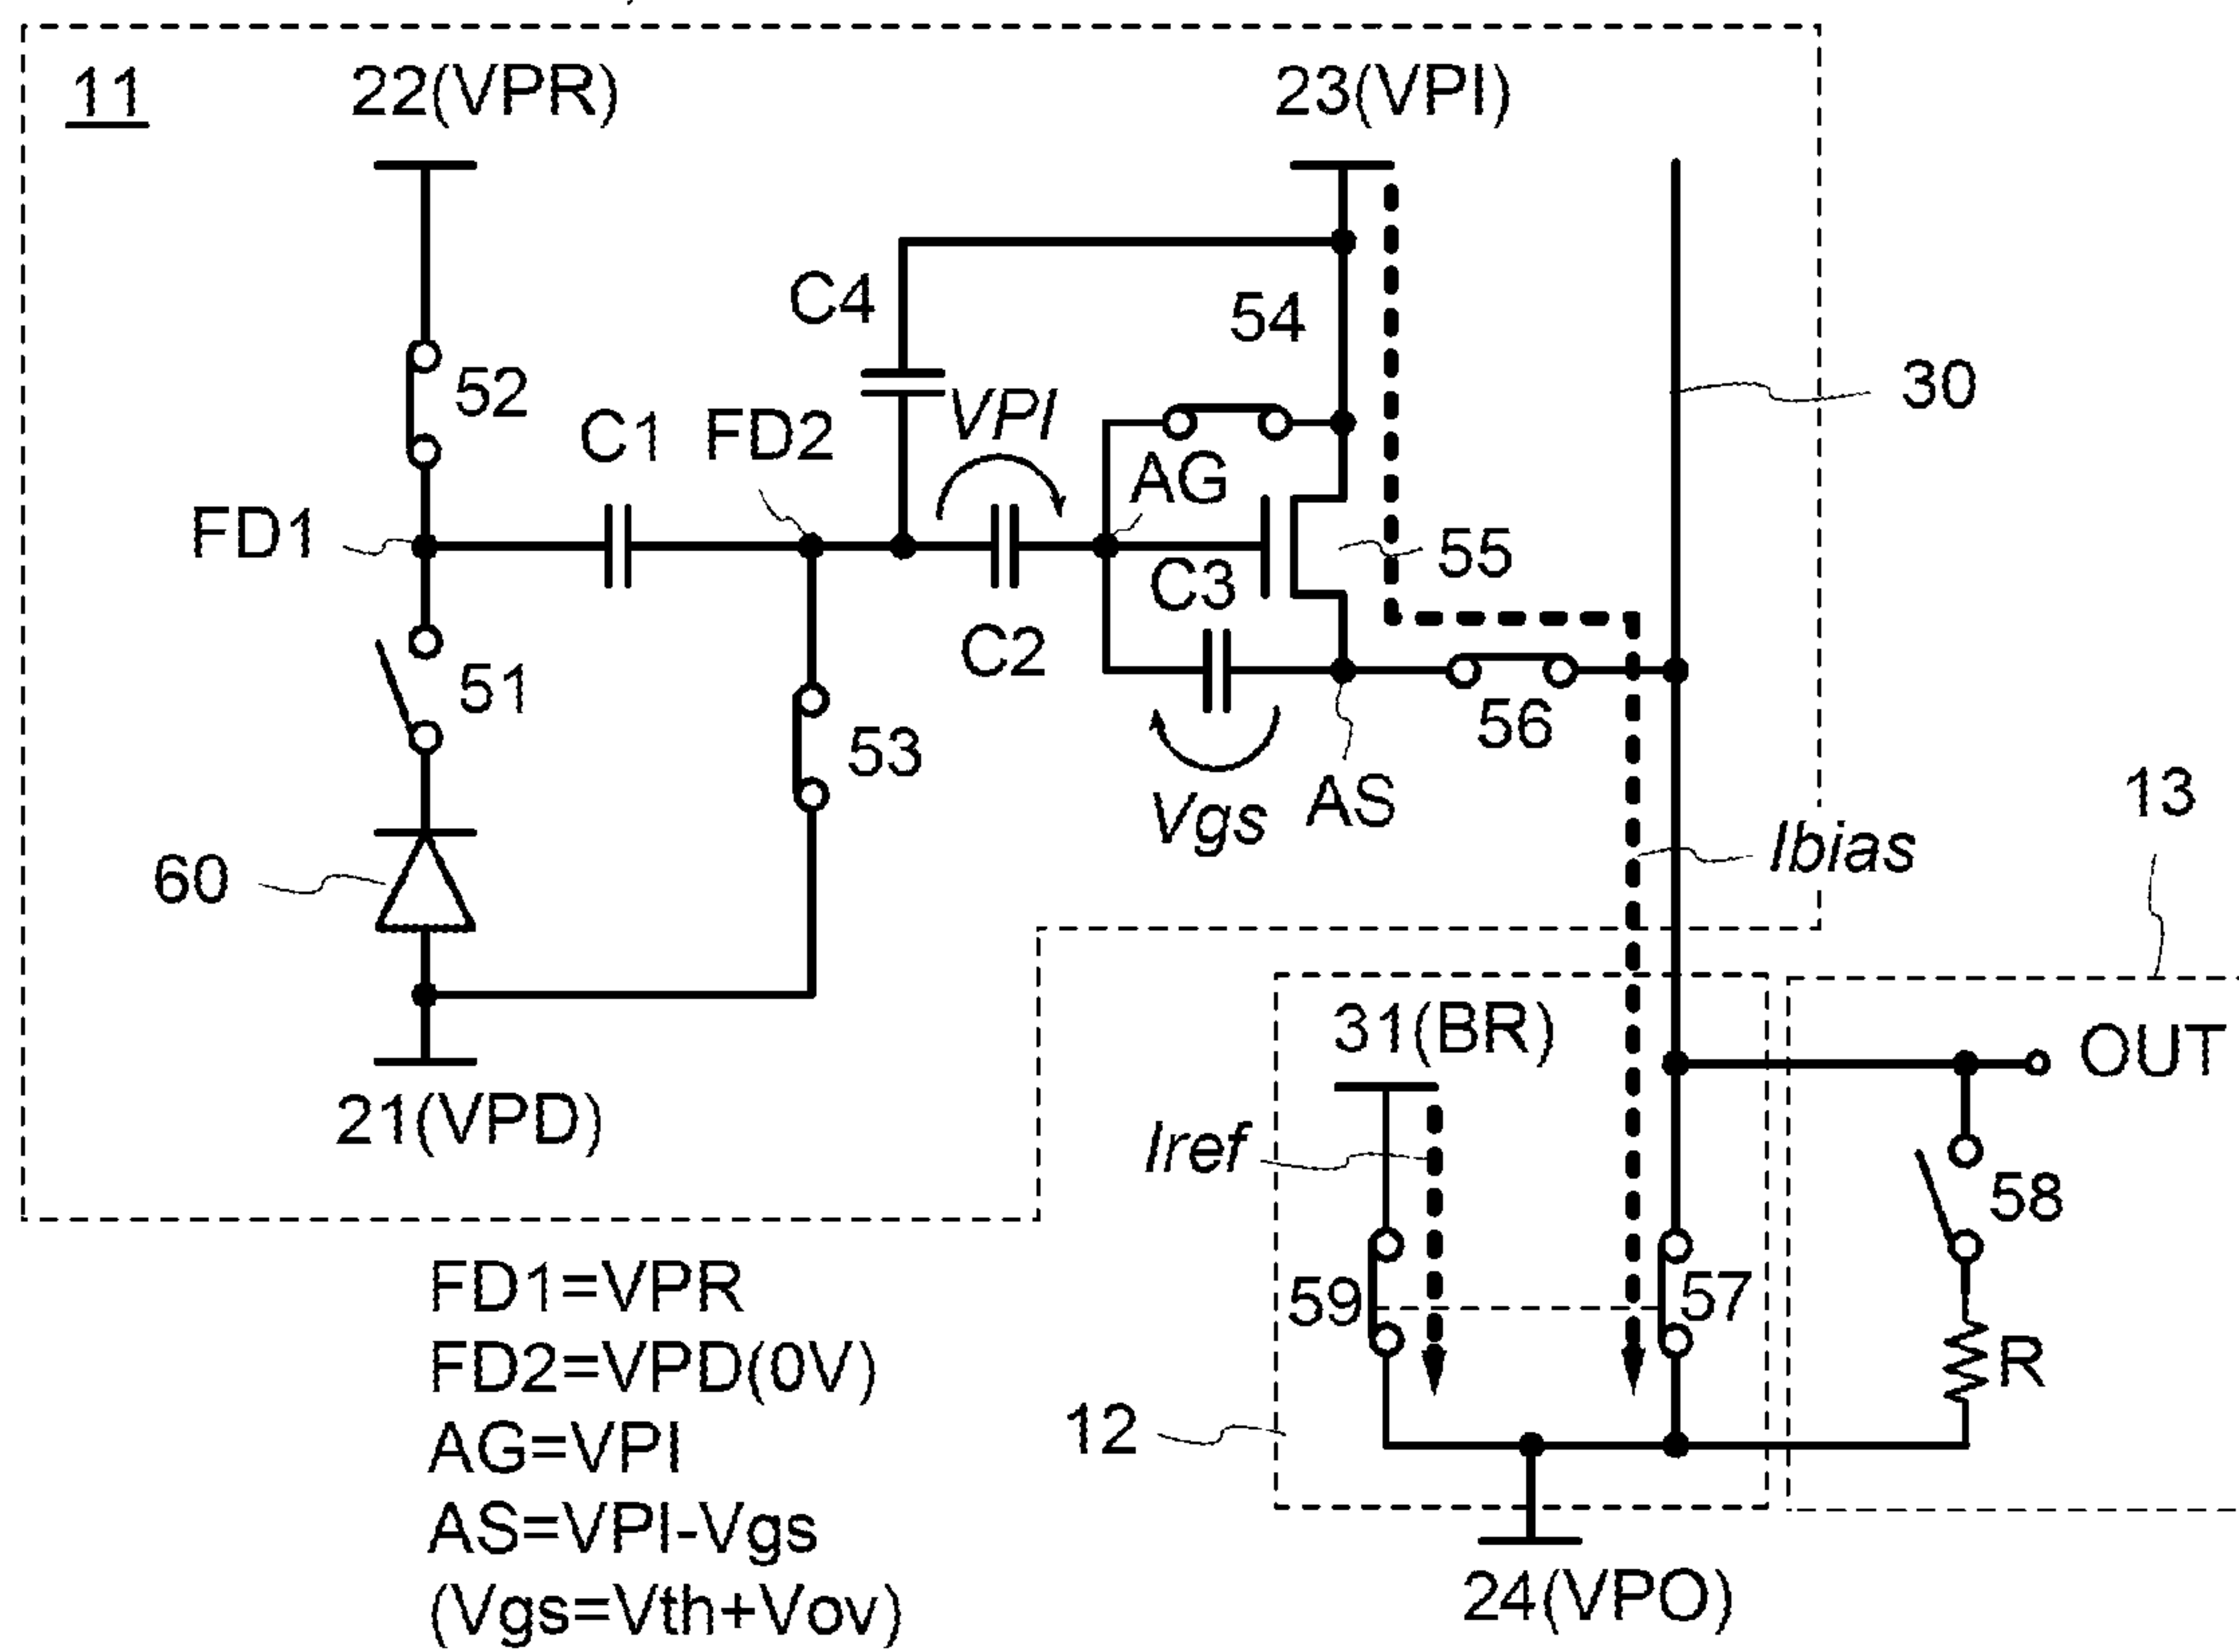 11
22(VPR)
23(VPI)
C4
54
52
30
C1
FD2
VPI
AG
FD1
55
C3
C2
51
56
53
Vgs
AS
13
60
Ibias
31(BR)
OUT
21(VPD)
Iref
58
FD1=VPR
59
57
FD2=VPD(0V)
R
12
AG=VPI
AS=VPI-Vgs
24(VPO)
(Vgs=Vth+Vov)